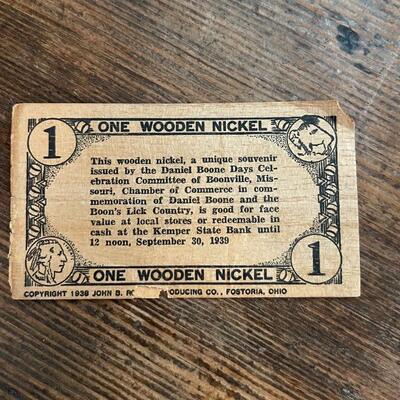 1 ONE WOODEN NICKEL
This wooden nickel, a unique souvenir
issued by the Daniel Boone Days Cel-
ebration Committee of Boonville, Mis-
souri, Chamber of Commerce in com-
memoration of Daniel Boone and the
Boon's Lick Country, is good for face
value at local stores or redeemable in
cash at the Kemper State Bank until
12 noon, September 30, 1939
ONE WOODEN NICKEL 1
COPYRIGHT 1938 JOHN B. CO., FOSTORIA, OHIO